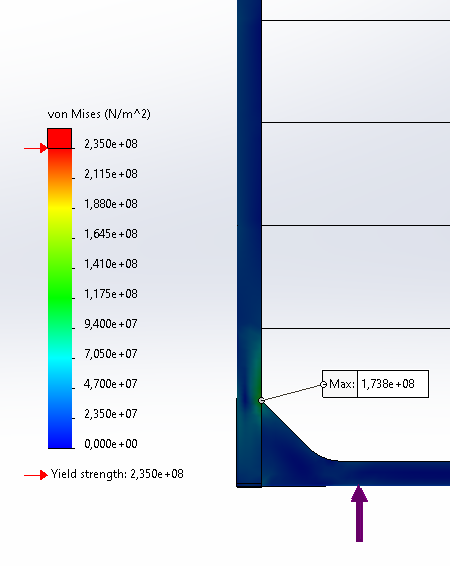 von Mises (N/m^2)
2,350e+08
2,115e+08
1,880e+08
1,645e+08
1,410e+08
1,175e+08
9,400e+07
7,050e+07
4,700e+07
2,350e+07
0,000e+00
Yield strength: 2,350e+08
Max: 1,738e+08